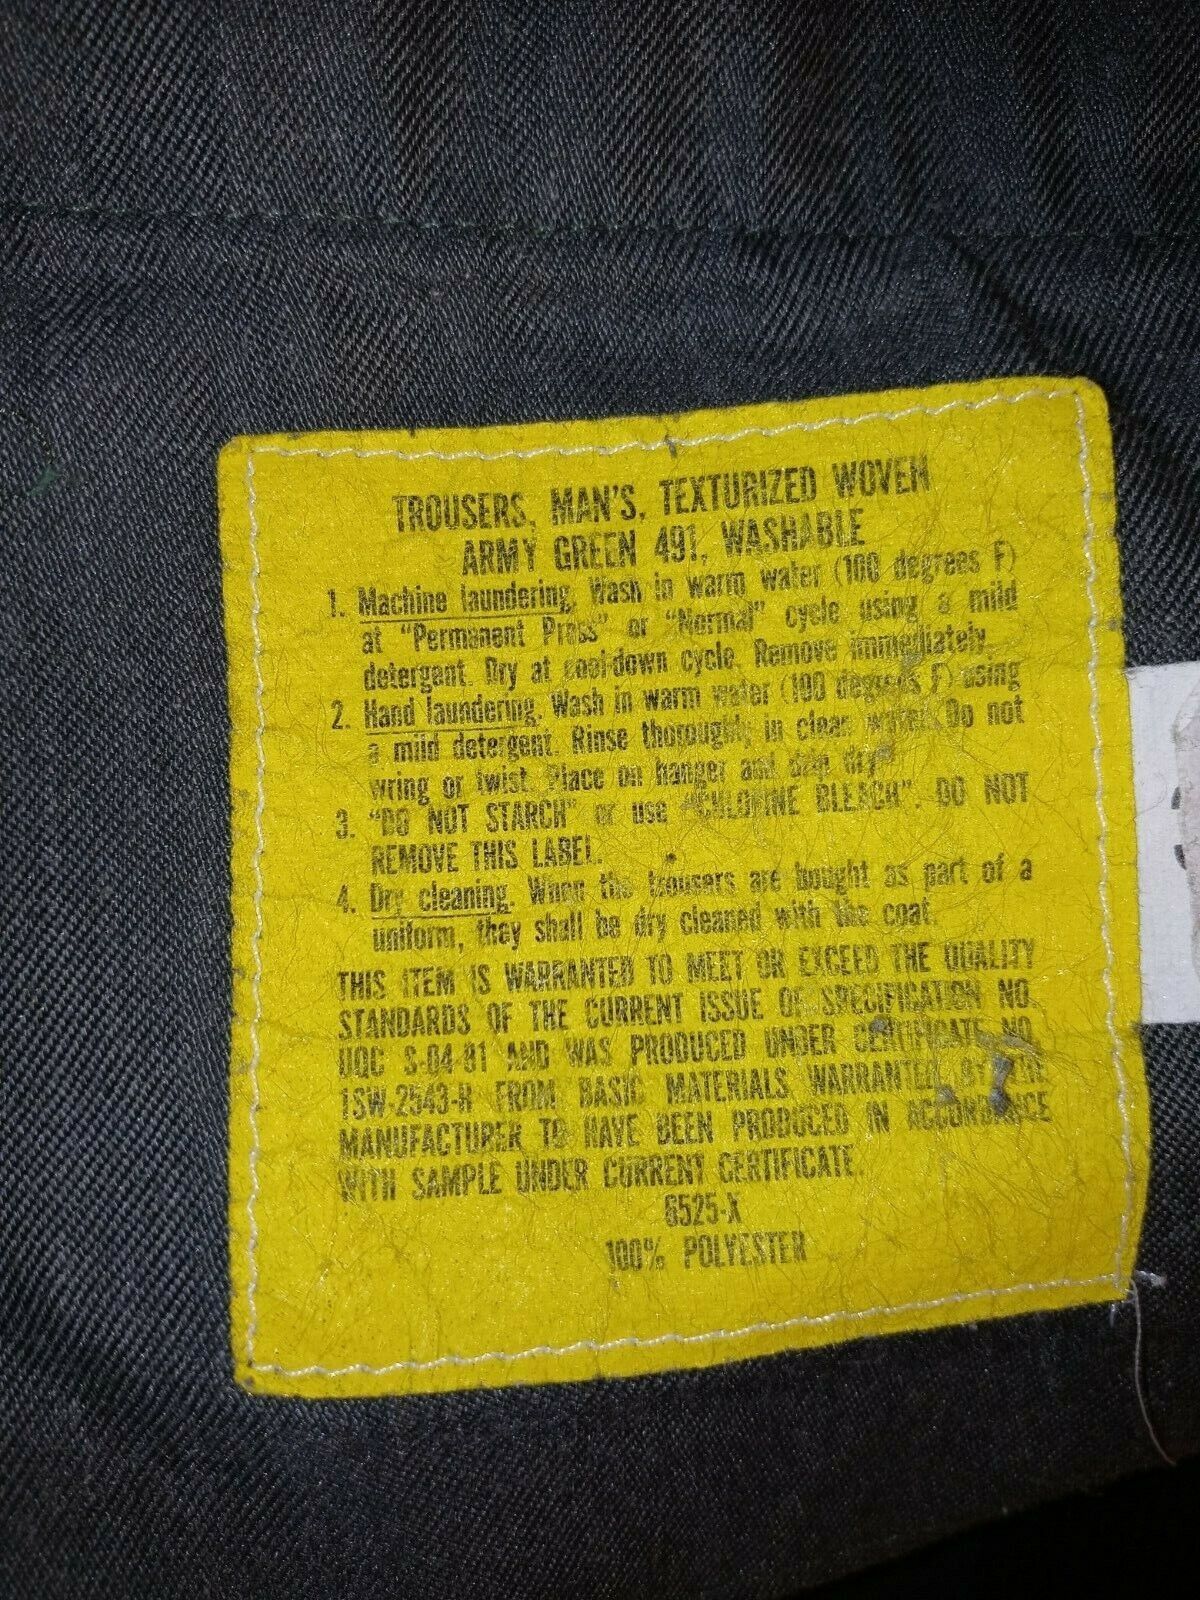 TROUSERS, MAN'S, TEXTURIZED WOVEN
ARMY GREEN 491, WASHABLE
1. Machine laundering. Wash in warm water (100 degrees F)
at "Permanent Press" or "Normal" cycle using a mild
detergent. Dry at cool-down cycle. Remove immediately.
2. Hand laundering. Wash in warm water (100 degrees F) using
a mild detergent. Rinse thoroughly in clean water. Do not
wring or twist. Place on hanger and drip dry.
3. "DO NOT STARCH" or use "CHLORINE BLEACH". DO NOT
REMOVE THIS LABEL.
4. Dry cleaning. When the trousers are bought as part of a
uniform, they shall be dry cleaned with the coat.
THIS ITEM IS WARRANTED TO MEET OR EXCEED THE QUALITY
STANDARDS OF THE CURRENT ISSUE OF SPECIFICATION NO.
UQC S-04-81 AND WAS PRODUCED UNDER CERTIFICATE NO.
1SW-2543-R FROM BASIC MATERIALS WARRANTED BY THE
MANUFACTURER TO HAVE BEEN PRODUCED IN ACCORDANCE
WITH SAMPLE UNDER CURRENT CERTIFICATE.
6525-X
100% POLYESTER